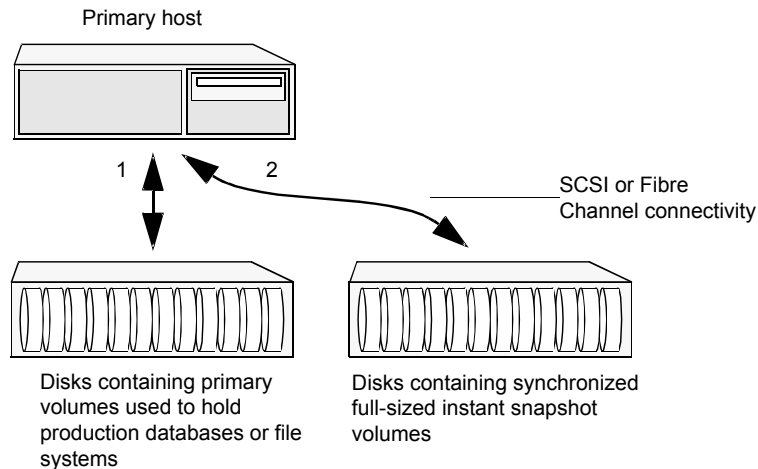 Primary host
1
2
SCSI or Fibre
Channel connectivity
Disks containing primary
volumes used to hold
production databases or file
systems
Disks containing synchronized
full-sized instant snapshot
volumes